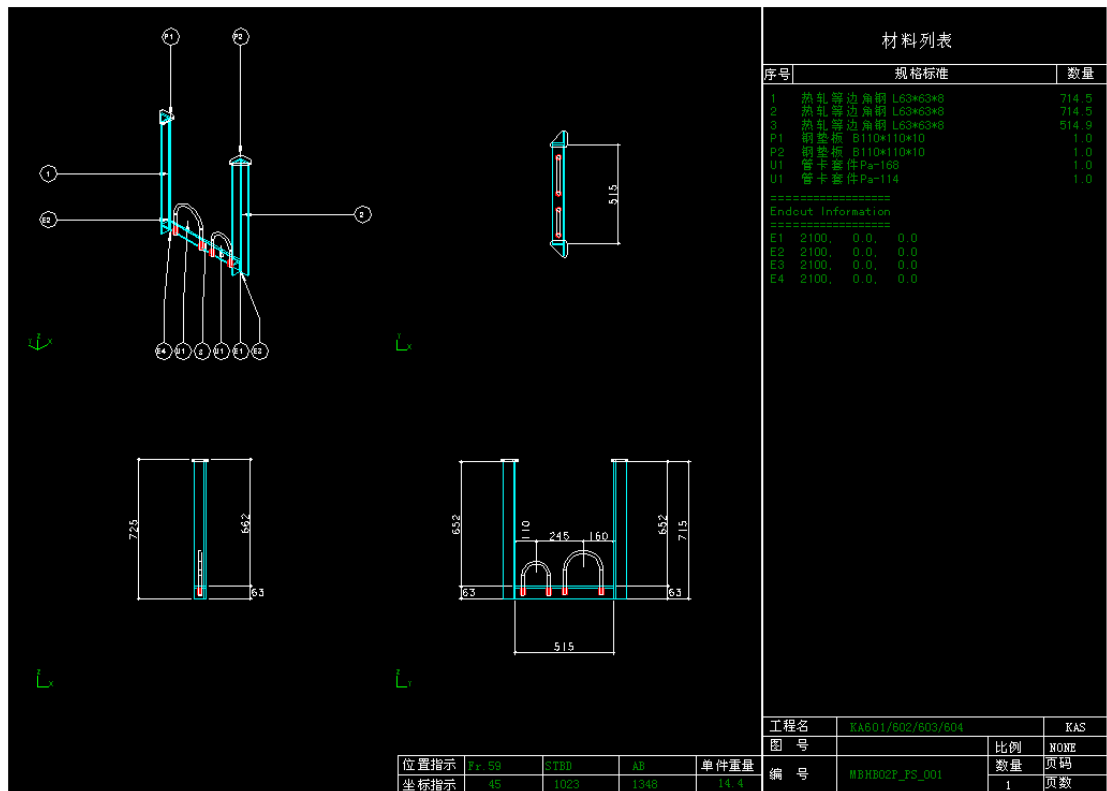 材料列表
序号 规格标准 数量
1 热轧等边角钢 L63*63*8 714.5
2 热轧等边角钢 L63*63*8 714.5
3 热轧等边角钢 L63*63*8 514.9
P1 钢垫板 B110*110*10 1.0
P2 钢垫板 B110*110*10 1.0
U1 管卡套件Pa-168 1.0
U1 管卡套件Pa-114 1.0
==================
Endcut Information
==================
E1 2100, 0.0, 0.0
E2 2100, 0.0, 0.0
E3 2100, 0.0, 0.0
E4 2100, 0.0, 0.0
P1 P2
1
E2
2
E4 U1 2 U1 E1 E2
Y Z X
515
Y
X
725
662
63
Z
X
652
110
245
160
652
715
63
63
515
Z
Y
工程名 KA601/602/603/604 KAS
图 号 比例 NONE
编 号 MBHB02P_PS_001 数量 页码
1 页数
位置指示 Fr.59 STBD AB 单件重量
坐标指示 45 1023 1348 14.4